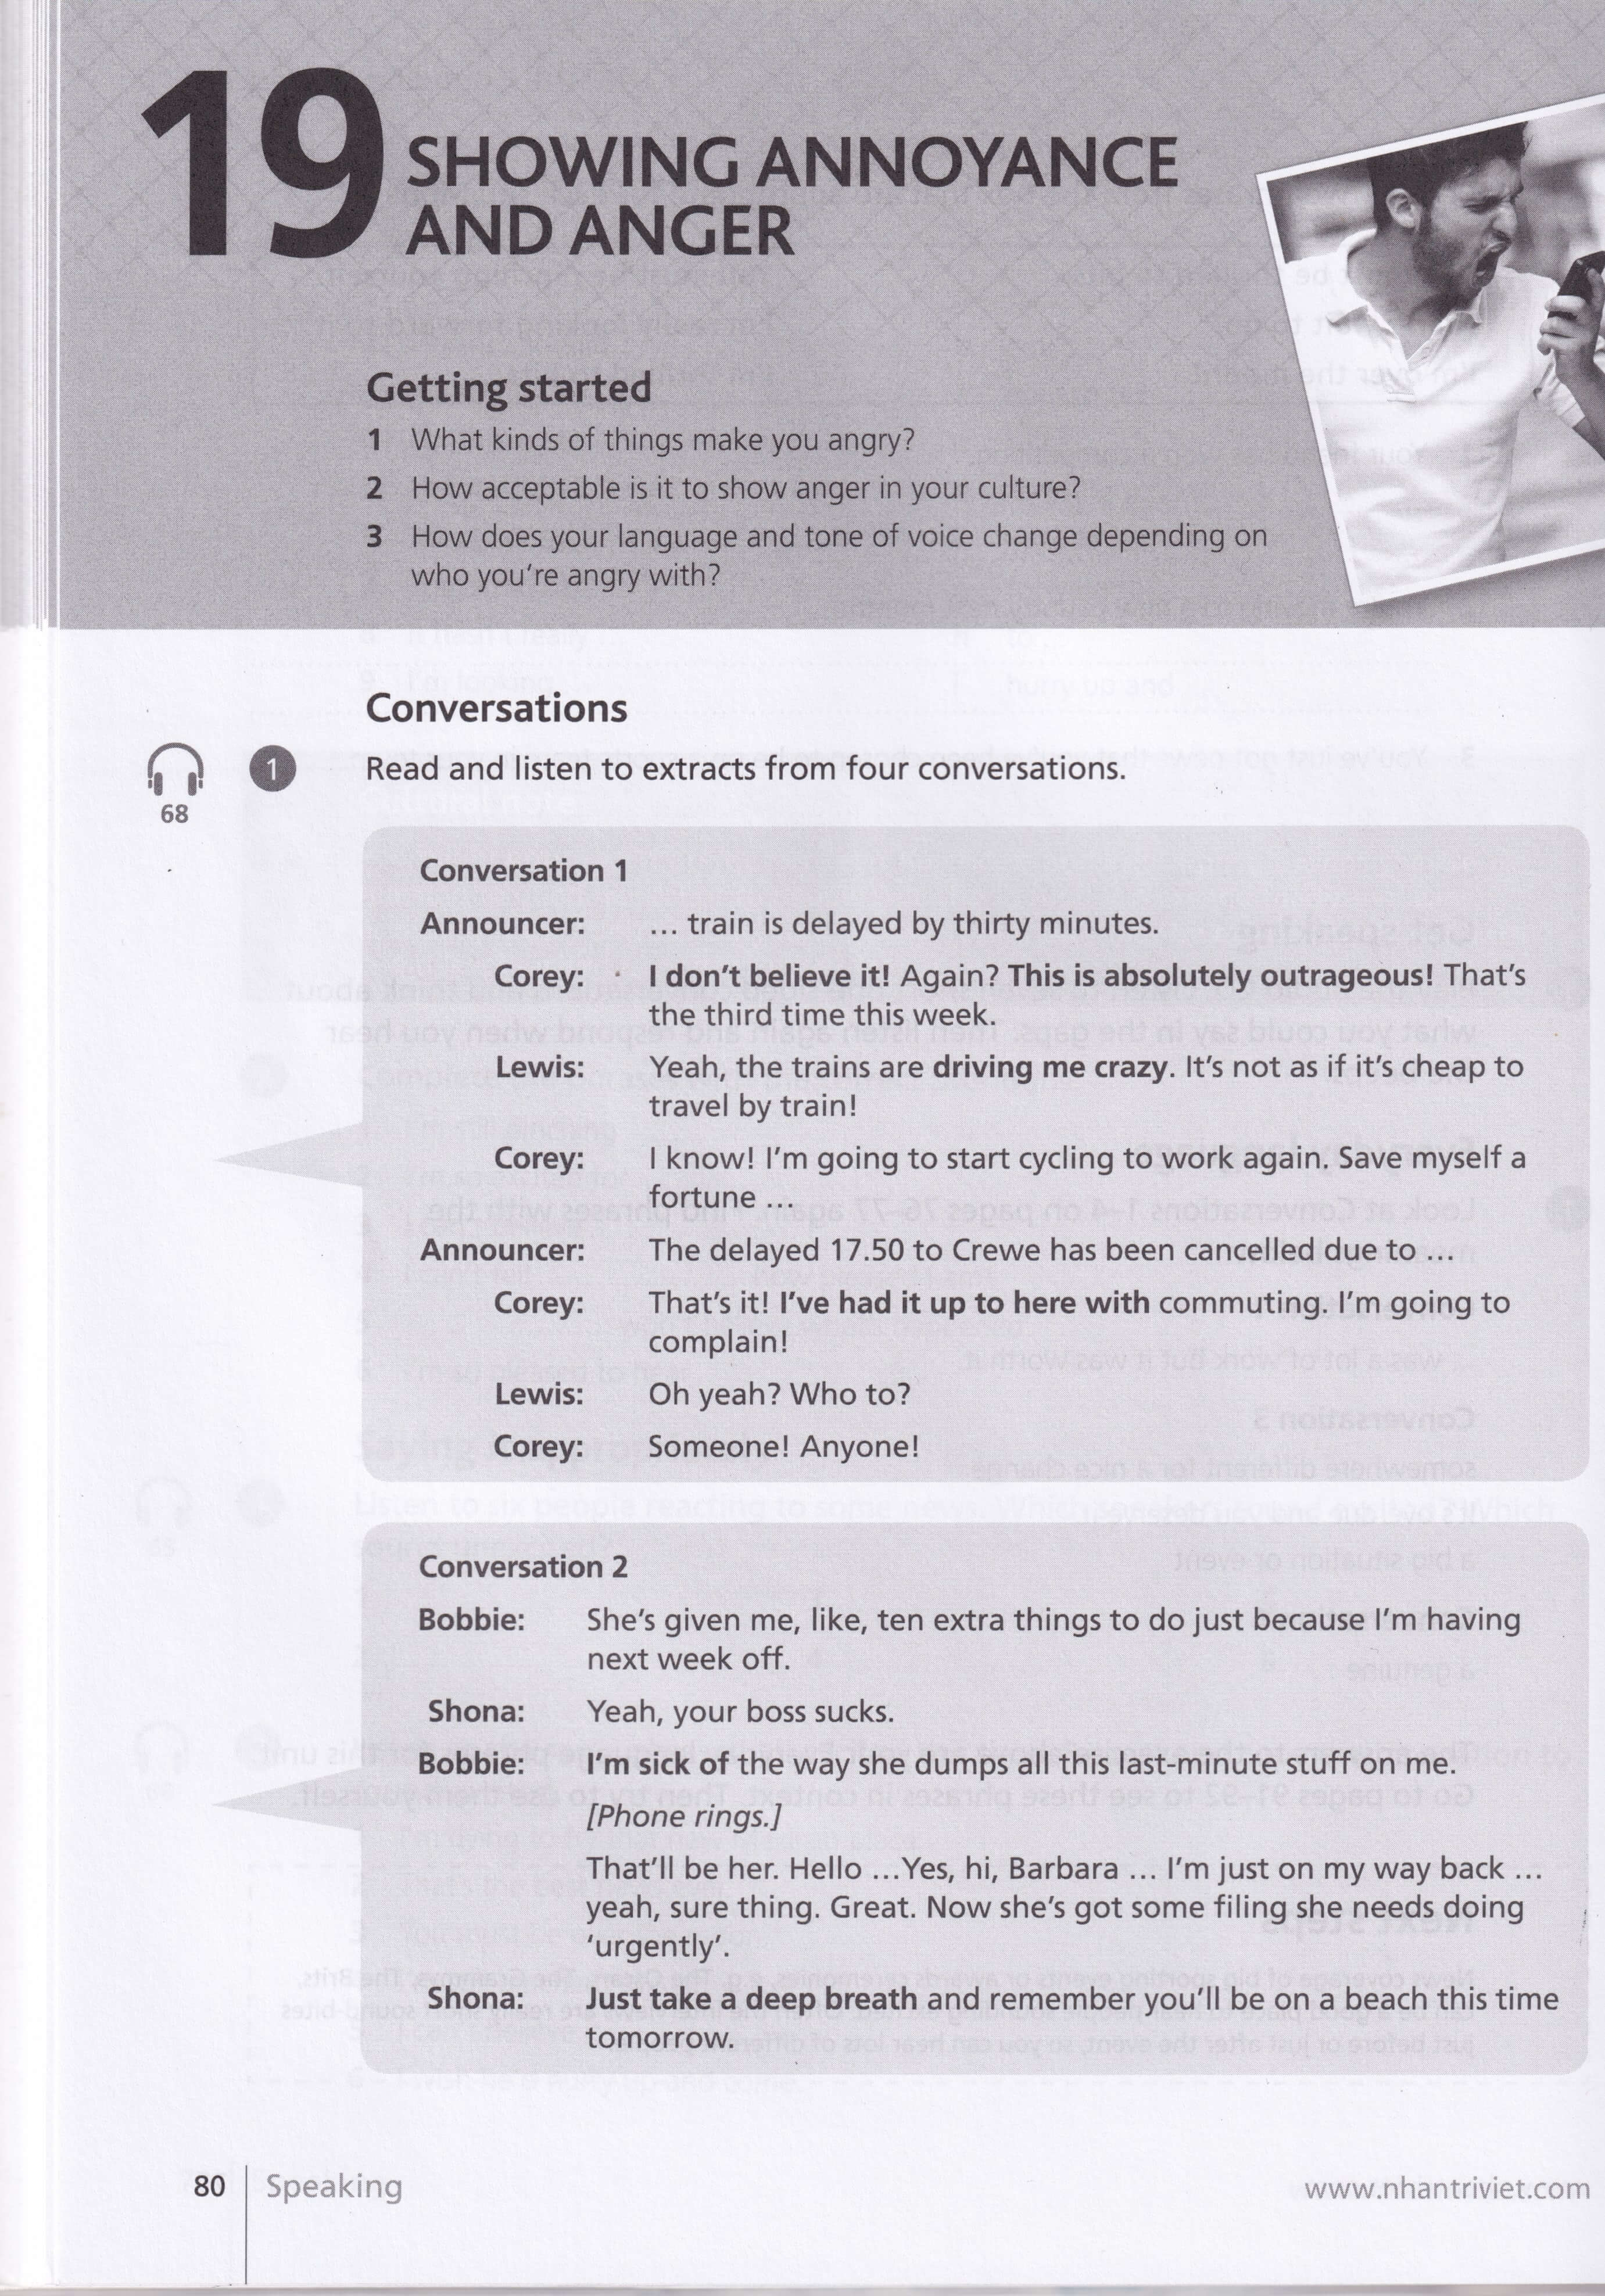 19
SHOWING ANNOYANCE
AND ANGER
Getting started
1 What kinds of things make you angry?
2 How acceptable is it to show anger in your culture?
3 How does your language and tone of voice change depending on
who you're angry with?
Conversations
68
1 Read and listen to extracts from four conversations.
Conversation 1
Announcer: … train is delayed by thirty minutes.
Corey: I don't believe it! Again? This is absolutely outrageous! That's
the third time this week.
Lewis: Yeah, the trains are driving me crazy. It's not as if it's cheap to
travel by train!
Corey: I know! I'm going to start cycling to work again. Save myself a
fortune …
Announcer: The delayed 17.50 to Crewe has been cancelled due to …
Corey: That's it! I've had it up to here with commuting. I'm going to
complain!
Lewis: Oh yeah? Who to?
Corey: Someone! Anyone!
Conversation 2
Bobbie: She's given me, like, ten extra things to do just because I'm having
next week off.
Shona: Yeah, your boss sucks.
Bobbie: I'm sick of the way she dumps all this last-minute stuff on me.
[Phone rings.]
That'll be her. Hello …Yes, hi, Barbara … I'm just on my way back …
yeah, sure thing. Great. Now she's got some filing she needs doing
'urgently'.
Shona: Just take a deep breath and remember you'll be on a beach this time
tomorrow.
80 Speaking
www.nhantriviet.com